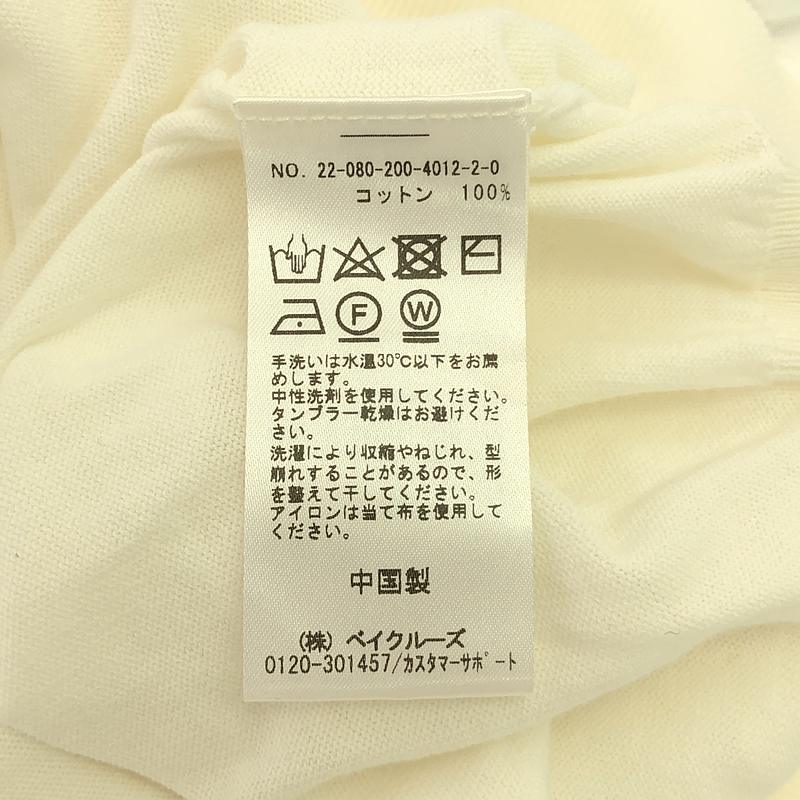 NO. 22-080-200-4012-2-0
コットン 100%
F W
手洗いは水温30℃以下をお薦
めします。
中性洗剤を使用してください。
タンブラー乾燥はお避けくだ
さい。
洗濯により収縮やねじれ、型
崩れすることがあるので、形
を整えて干してください。
アイロンは当て布を使用して
ください。
中国製
(株) ベイクルーズ
0120-301457/カスタマーサポート